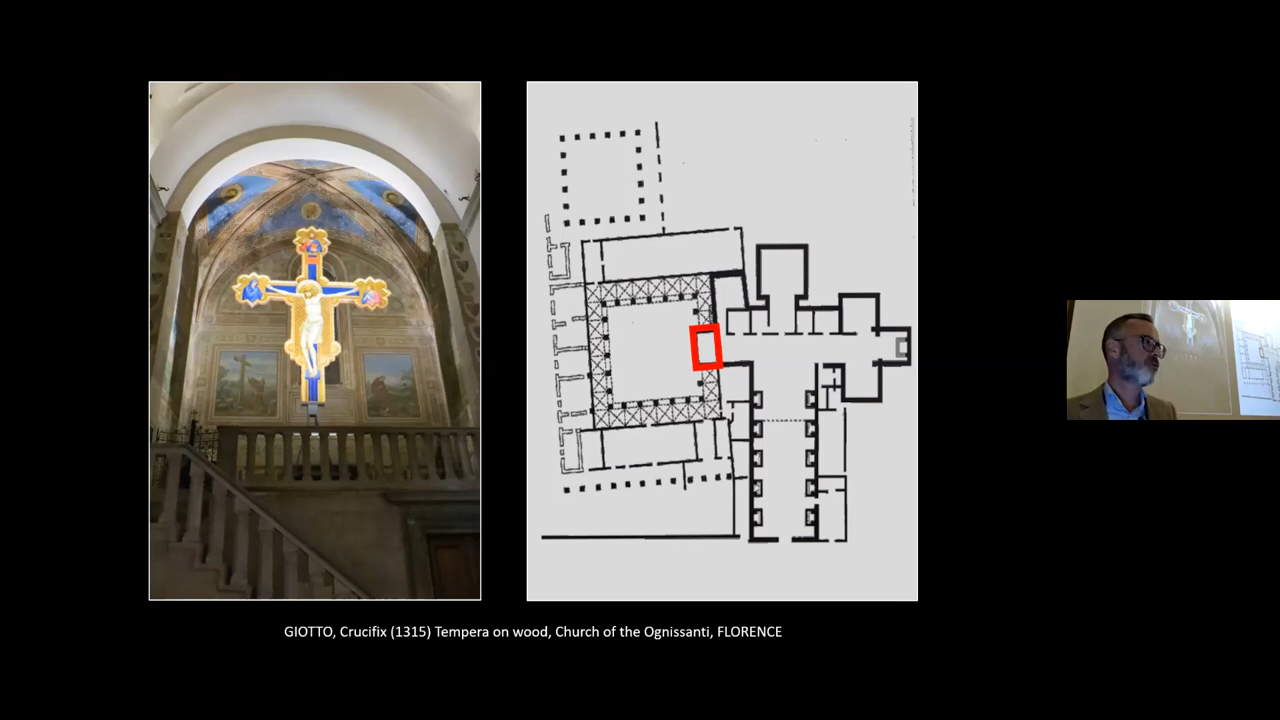 GIOTTO, Crucifix (1315) Tempera on wood, Church of the Ognissanti, FLORENCE